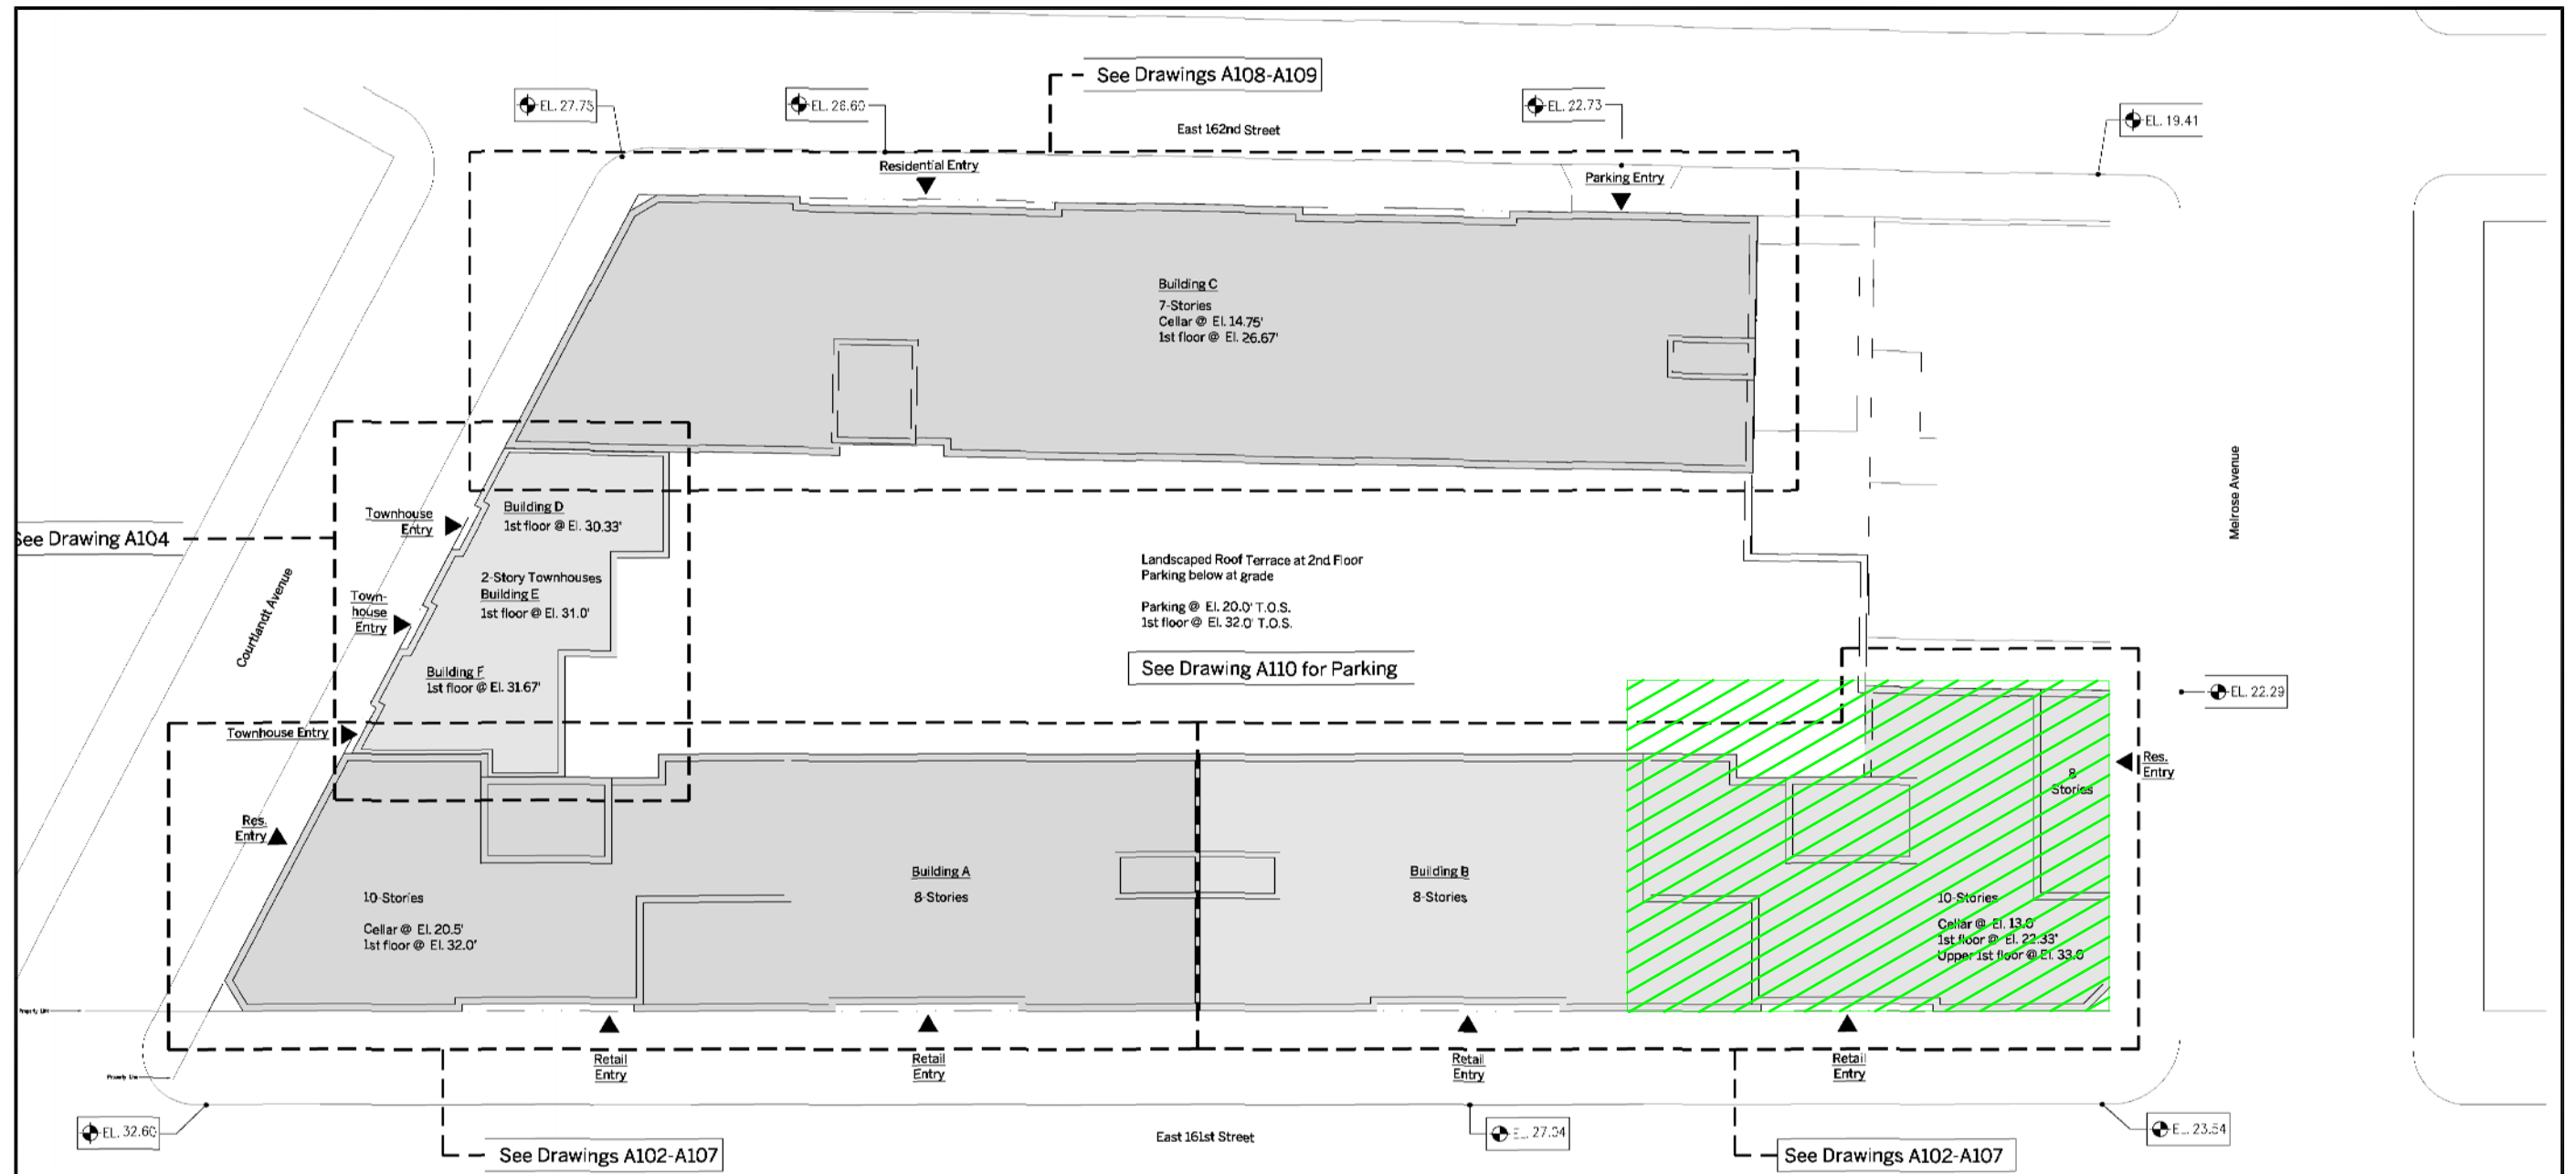 See Drawings A108-A109
EL. 27.75
EL. 26.60
EL. 22.73
EL. 19.41
East 162nd Street
Residential Entry
Parking Entry
Building C
7-Stories
Cellar @ El. 14.75'
1st floor @ El. 26.67'
Building D
1st floor @ El. 30.33'
Townhouse
Entry
See Drawing A104
2-Story Townhouses
Building E
1st floor @ El. 31.0'
Town-
house
Entry
Courtlandt Avenue
Melrose Avenue
Landscaped Roof Terrace at 2nd Floor
Parking below at grade
Parking @ El. 20.0' T.O.S.
1st floor @ El. 32.0' T.O.S.
See Drawing A110 for Parking
Building F
1st floor @ El. 31.67'
EL. 22.29
Townhouse Entry
Res.
Entry
8
Stories
Res.
Entry
Building A
8-Stories
Building B
8-Stories
10-Stories
Cellar @ El. 20.5'
1st floor @ El. 32.0'
10-Stories
Cellar @ El. 13.0'
1st floor @ El. 22.33'
Upper 1st floor @ El. 33.0'
Property Line
Retail
Entry
Retail
Entry
Retail
Entry
Retail
Entry
Property Line
EL. 32.60
East 161st Street
27.04
23.54
See Drawings A102-A107
See Drawings A102-A107